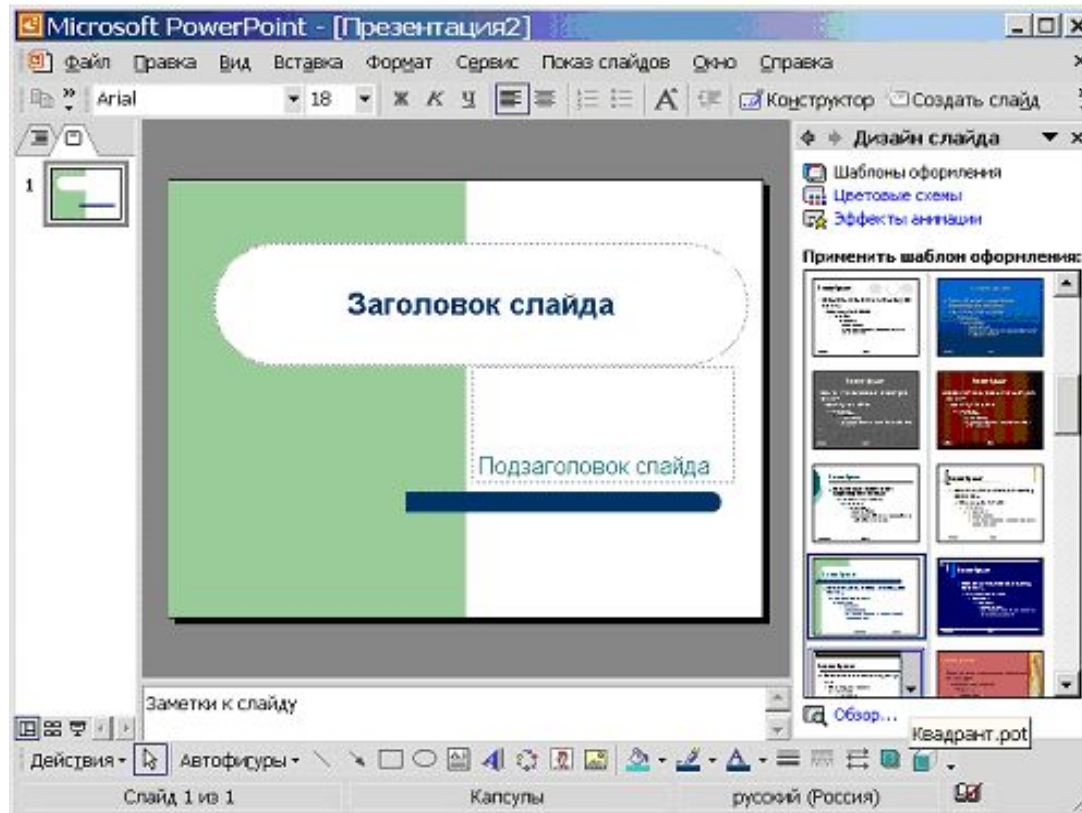 Microsoft PowerPoint - [Презентация2]
Файл Правка Вид Вставка Формат Сервис Показ слайдов Окно Справка
Arial 18 Ж К Ч Конструктор Создать слайд
Дизайн слайда
Шаблоны оформления
Цветовые схемы
Эффекты анимации
Применить шаблон оформления:
1
Заголовок слайда
Подзаголовок слайда
Заметки к слайду
Обзор...
Квадрант.pot
Действия Автофигуры
Слайд 1 из 1 Капсулы русский (Россия)